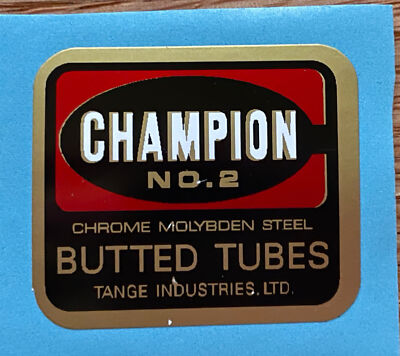 CHAMPION
NO.2
CHROME MOLYBDEN STEEL
BUTTED TUBES
TANGE INDUSTRIES. LTD.